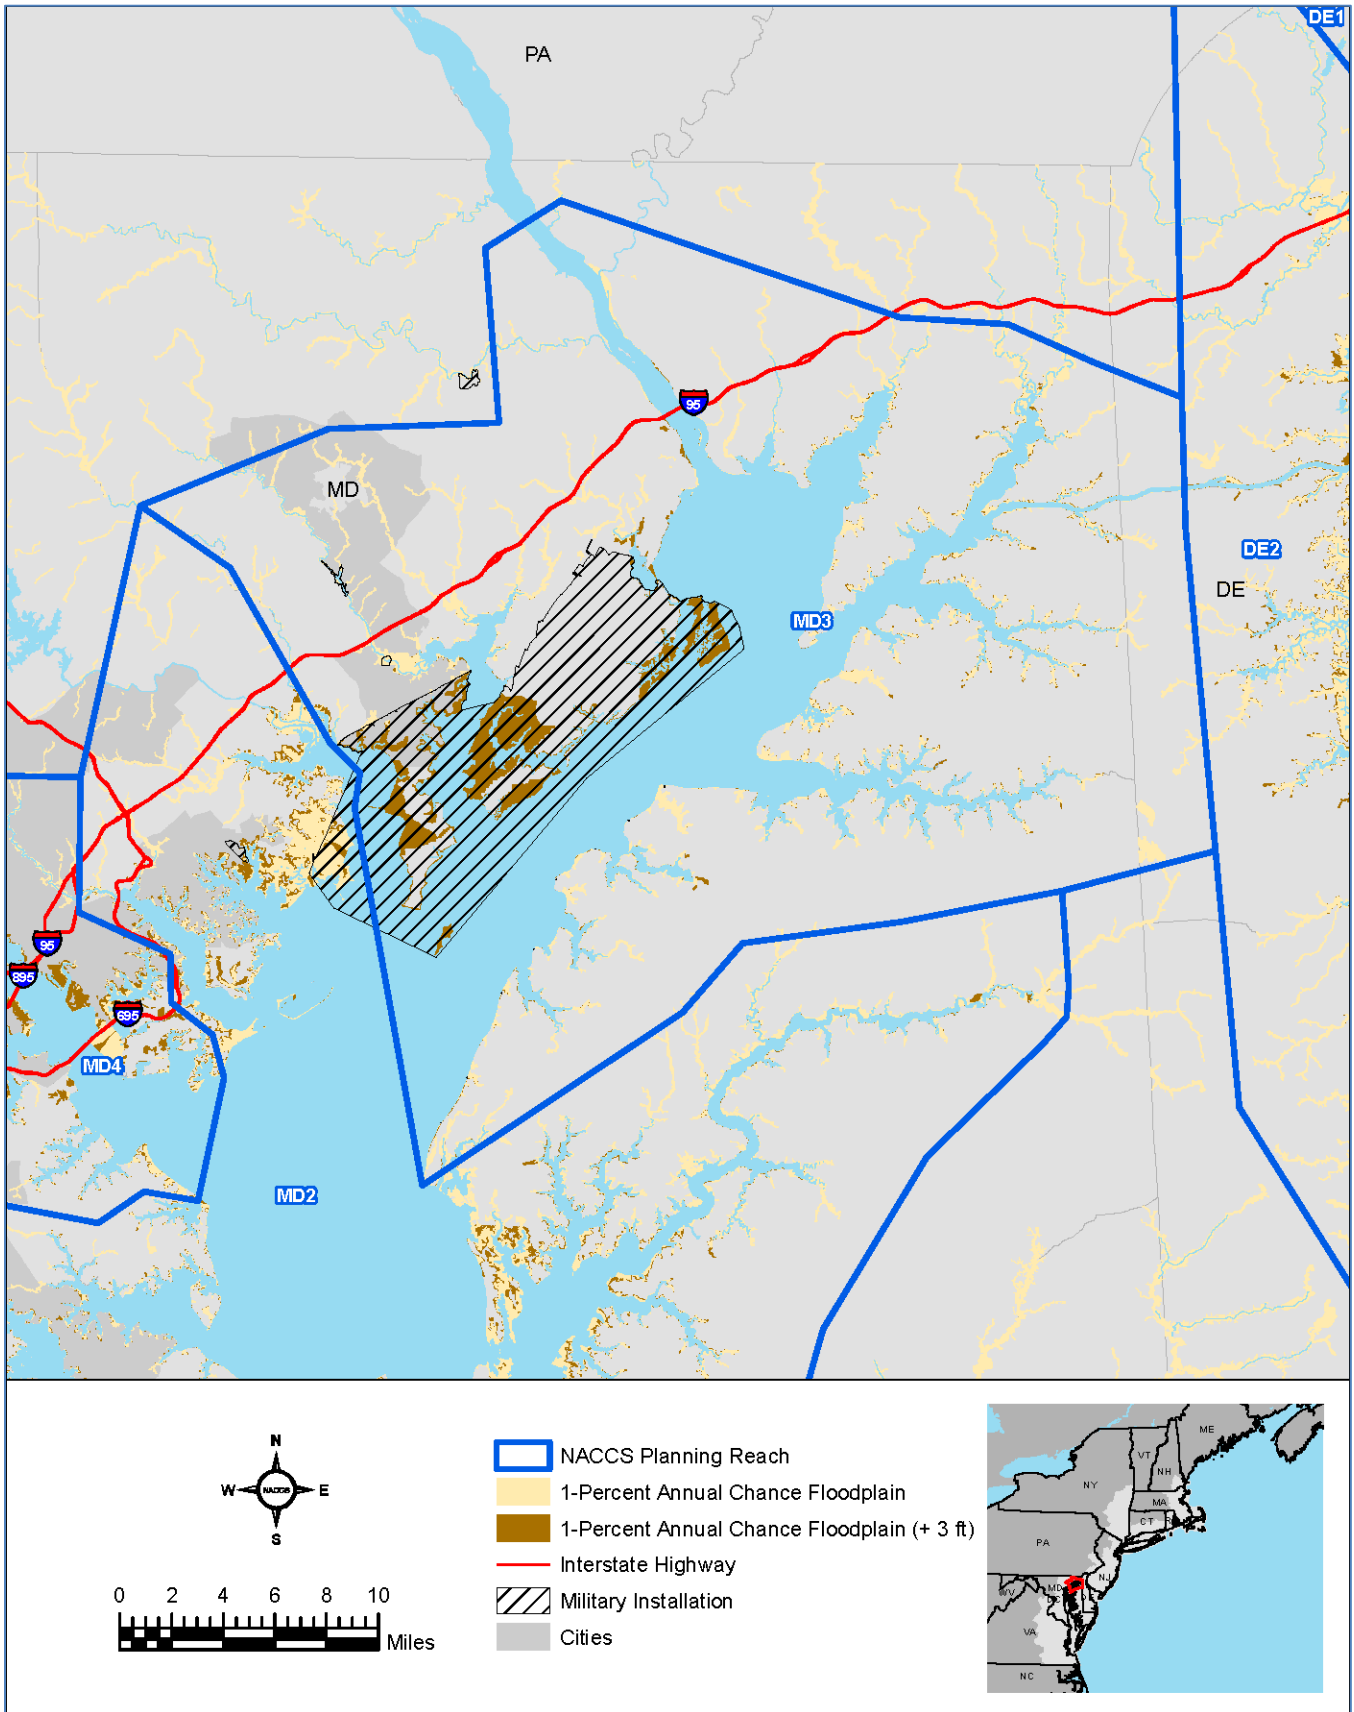 DE1
PA
95
MD
DE2
DE
MD3
95
895
695
MD4
MD2
N
W NACCS E
S
0 2 4 6 8 10
Miles
NACCS Planning Reach
1-Percent Annual Chance Floodplain
1-Percent Annual Chance Floodplain (+ 3 ft)
Interstate Highway
Military Installation
Cities
ME
VT
NH
NY
MA
CT
PA
NJ
MD
WV
VA
NC